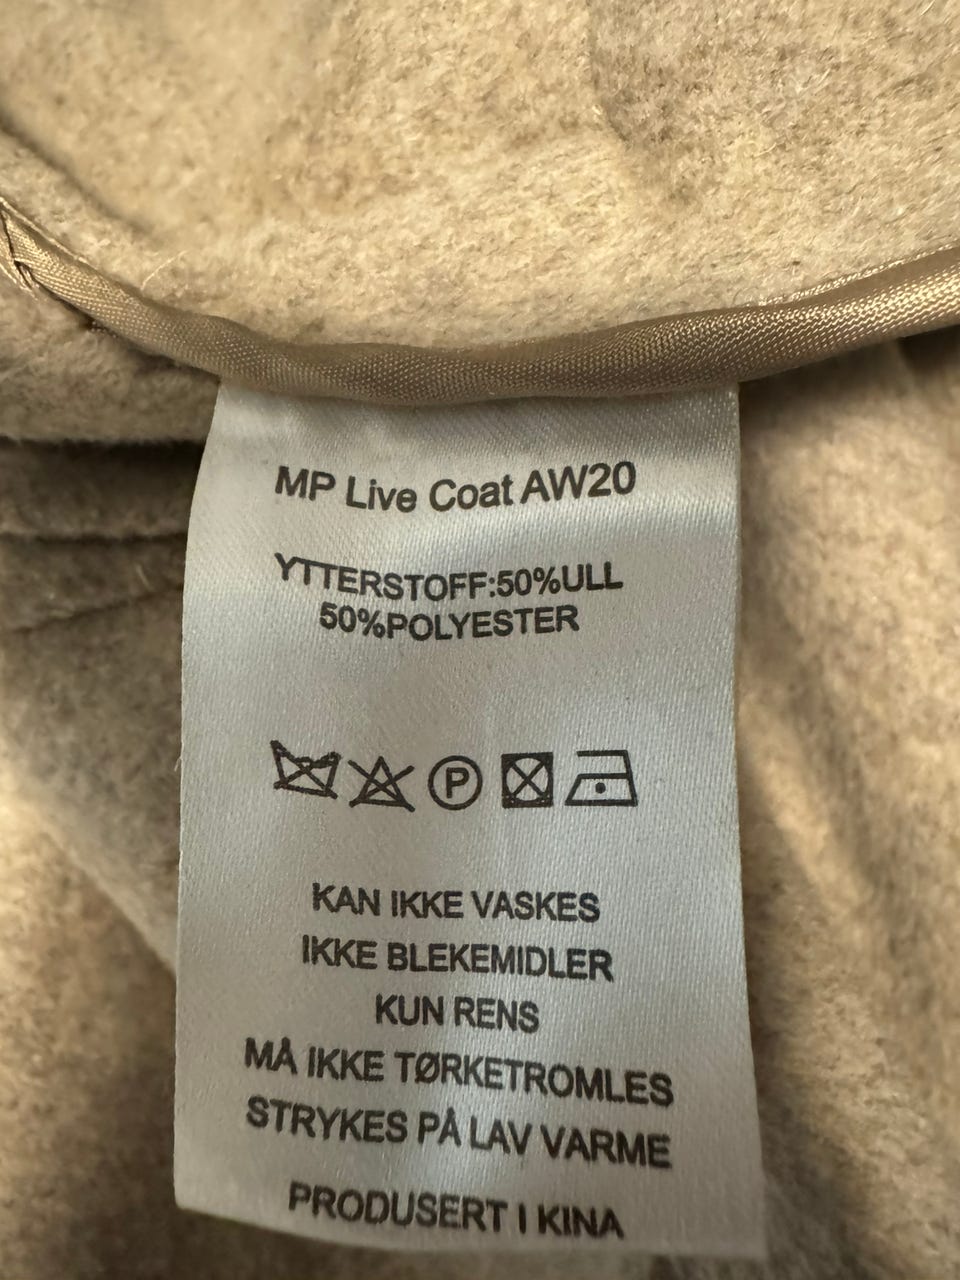 MP Live Coat AW20
YTTERSTOFF:50%ULL
50%POLYESTER
P
KAN IKKE VASKES
IKKE BLEKEMIDLER
KUN RENS
MÅ IKKE TØRKETROMLES
STRYKES PÅ LAV VARME
PRODUSERT I KINA